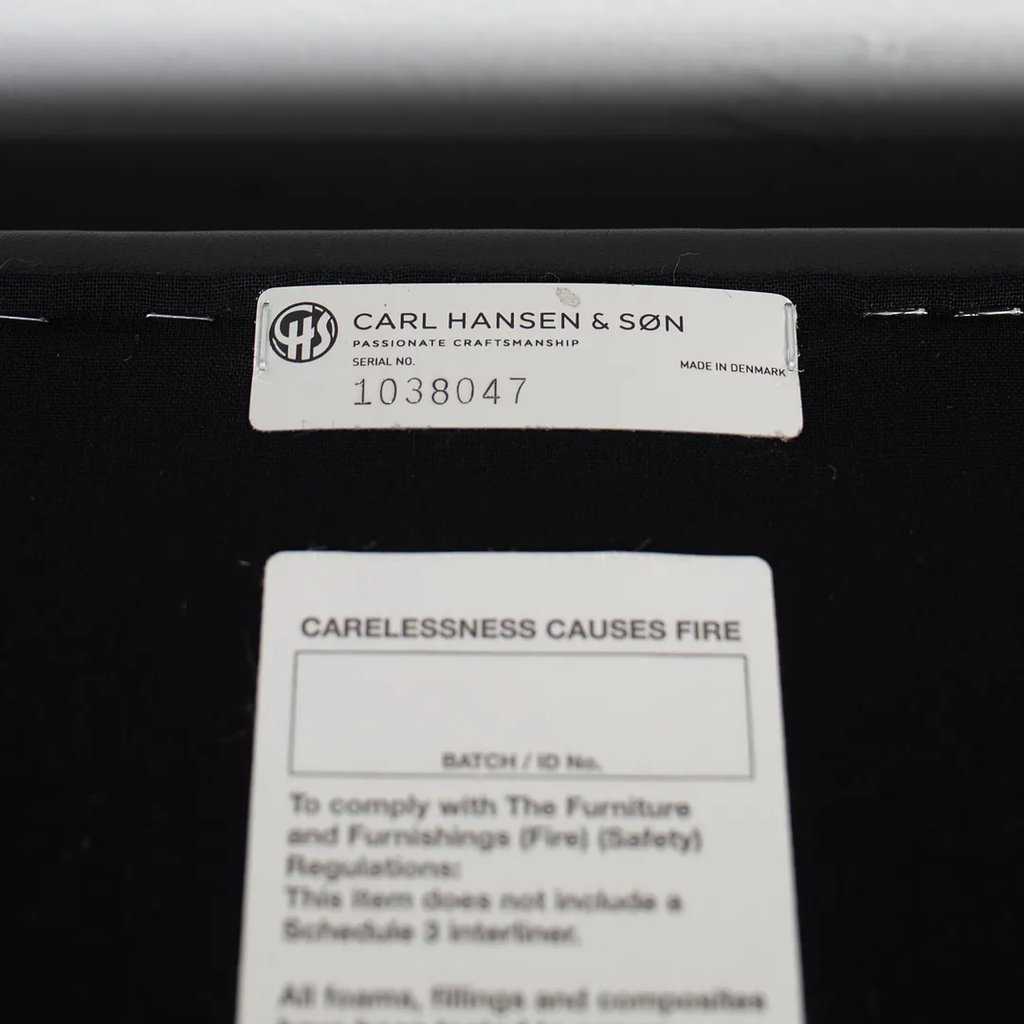 CHS
CARL HANSEN & SØN
PASSIONATE CRAFTSMANSHIP
SERIAL NO.
MADE IN DENMARK
1038047
CARELESSNESS CAUSES FIRE
BATCH / ID No.
To comply with The Furniture
and Furnishings (Fire) (Safety)
Regulations:
This item does not include a
Schedule 3 interliner.
All foams, fillings and composites